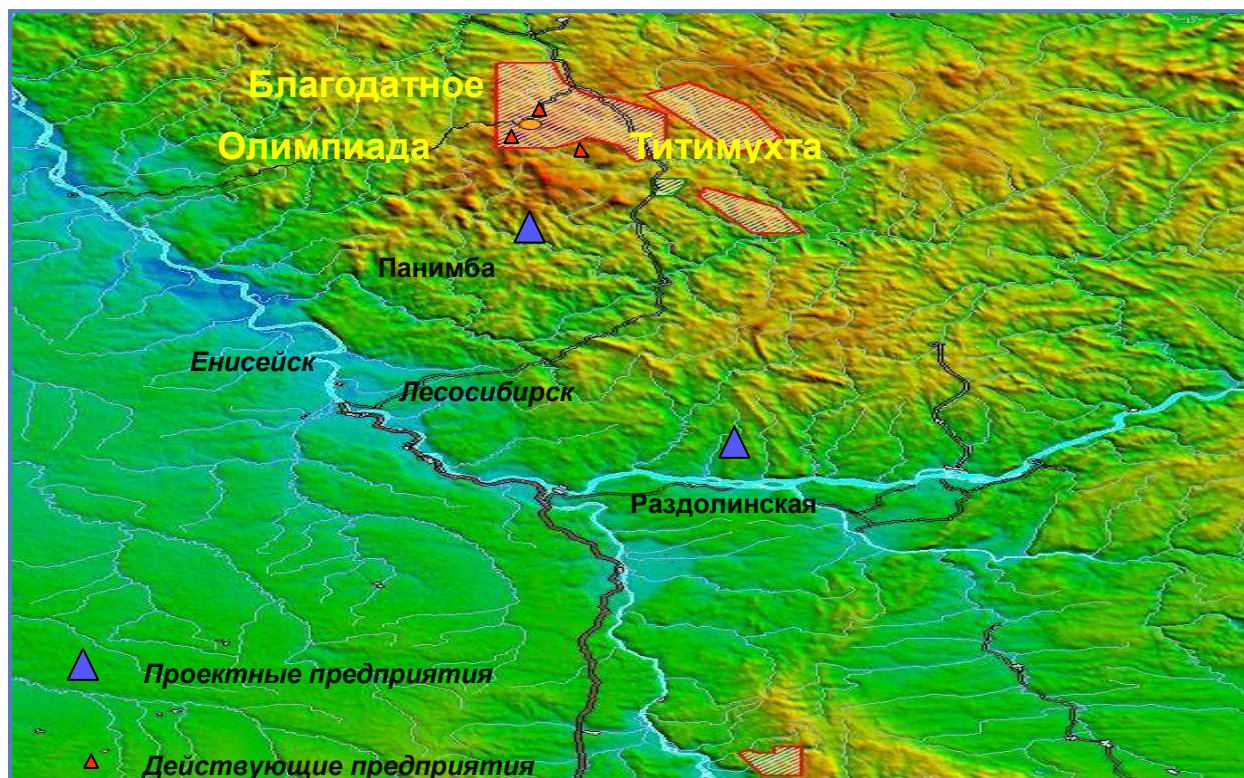 Благодатное
Олимпиада
Титимухта
Панимба
Енисейск
Лесосибирск
Раздолинская
Проектные предприятия
Действующие предприятия